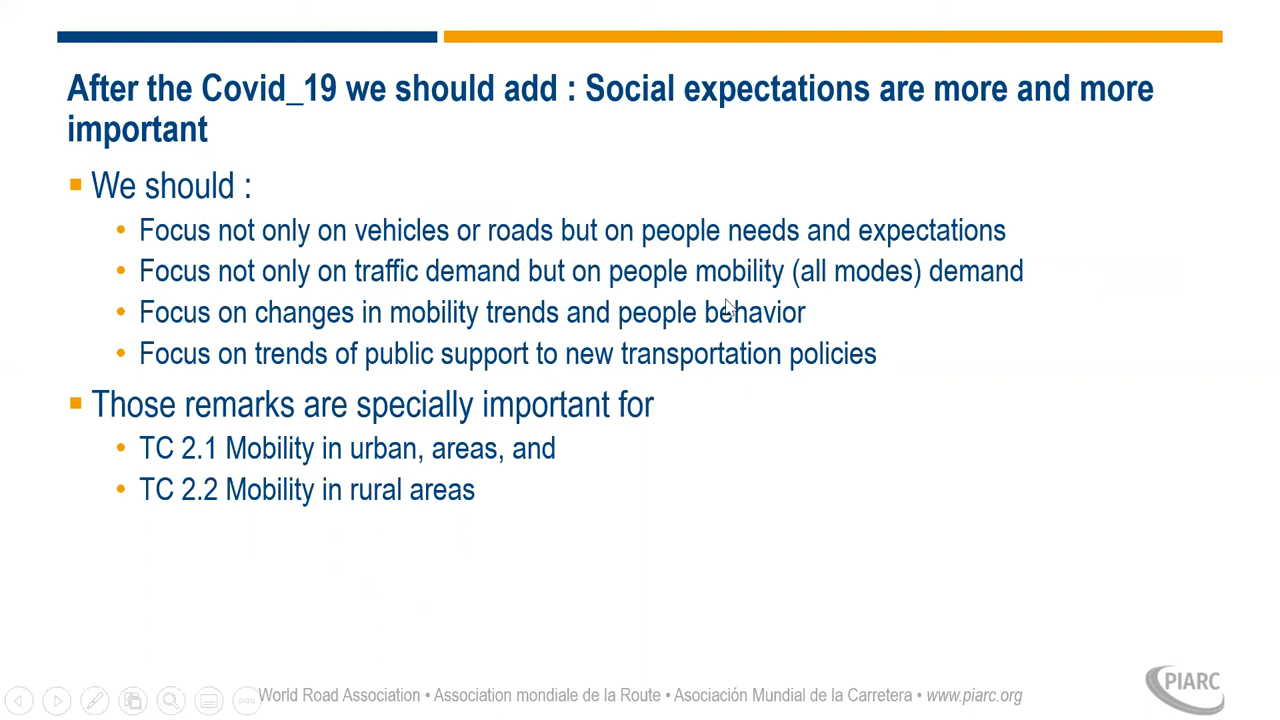 After the Covid_19 we should add : Social expectations are more and more
important
We should :
Focus not only on vehicles or roads but on people needs and expectations
Focus not only on traffic demand but on people mobility (all modes) demand
Focus on changes in mobility trends and people behavior
Focus on trends of public support to new transportation policies
Those remarks are specially important for
TC 2.1 Mobility in urban, areas, and
TC 2.2 Mobility in rural areas
World Road Association • Association mondiale de la Route • Asociación Mundial de la Carretera • www.piarc.org
PIARC